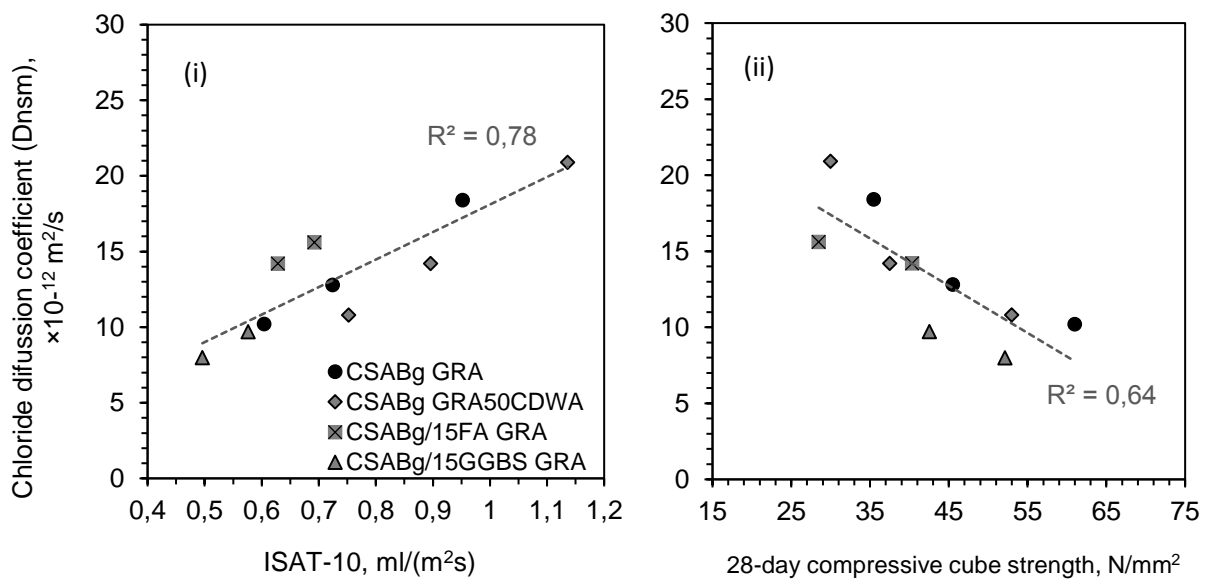 Chloride difussion coefficient (Dnsm),
×10-¹² m²/s
30
25
20
15
10
5
0
(i)
R² = 0,78
CSABg GRA
CSABg GRA50CDWA
CSABg/15FA GRA
CSABg/15GGBS GRA
0,4 0,5 0,6 0,7 0,8 0,9 1 1,1 1,2
ISAT-10, ml/(m²s)
30
25
20
15
10
5
0
(ii)
R² = 0,64
15 25 35 45 55 65 75
28-day compressive cube strength, N/mm²